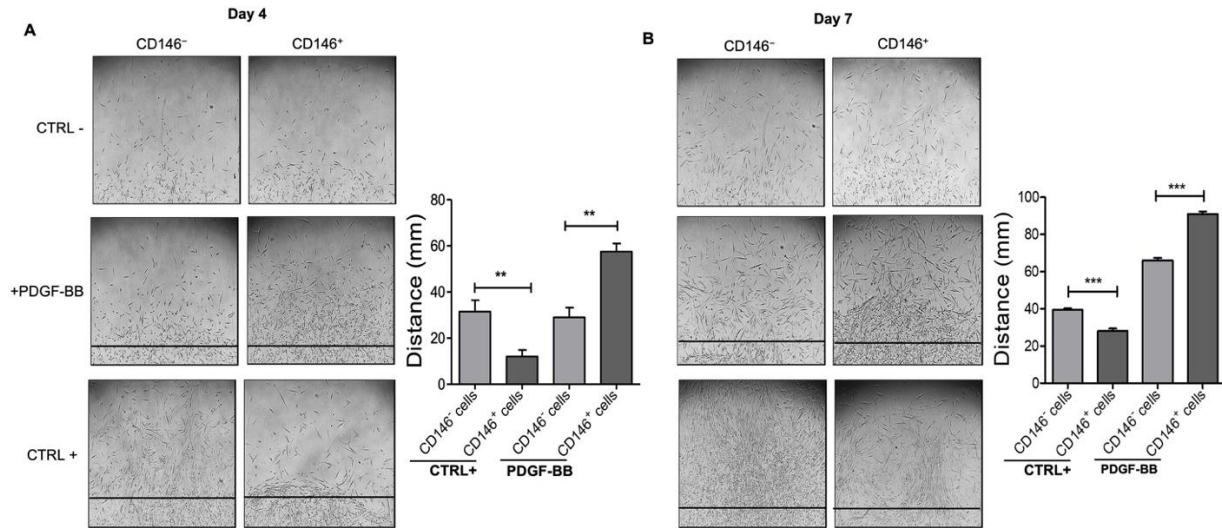 Day 4
A
CD146⁻
CD146⁺
CTRL -
+PDGF-BB
CTRL +
Distance (mm)
80
60
40
20
0
**
**
CD146⁻ cells
CD146⁺ cells
CD146⁻ cells
CD146⁺ cells
CTRL+
PDGF-BB
Day 7
B
CD146⁻
CD146⁺
Distance (mm)
100
80
60
40
20
0
***
***
CD146⁻ cells
CD146⁺ cells
CD146⁻ cells
CD146⁺ cells
CTRL+
PDGF-BB